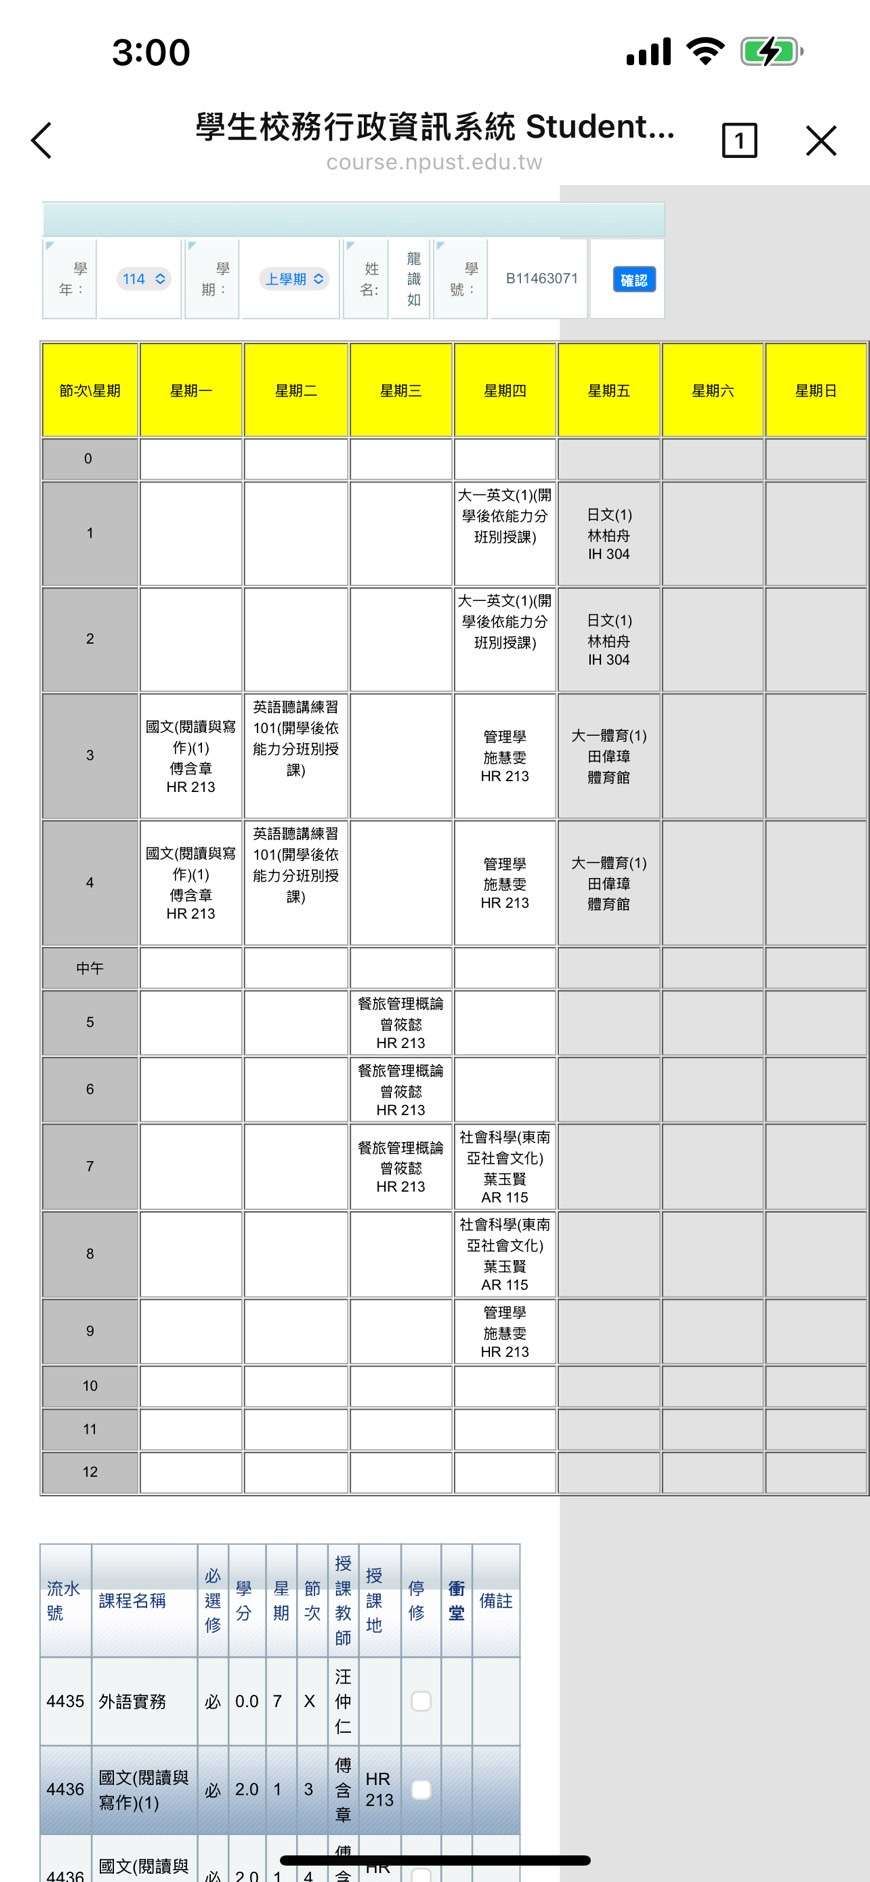 3:00
學生校務行政資訊系統 Student...
1
course.npust.edu.tw
學年：
114
學期：
上學期
姓名:
龍識如
學號：
B11463071
確認
節次\星期 星期一 星期二 星期三 星期四 星期五 星期六 星期日
0
1
大一英文(1)(開
學後依能力分
班別授課)
日文(1)
林柏舟
IH 304
2
大一英文(1)(開
學後依能力分
班別授課)
日文(1)
林柏舟
IH 304
3
國文(閱讀與寫
作)(1)
傅含章
HR 213
英語聽講練習
101(開學後依
能力分班別授
課)
管理學
施慧雯
HR 213
大一體育(1)
田偉璋
體育館
4
國文(閱讀與寫
作)(1)
傅含章
HR 213
英語聽講練習
101(開學後依
能力分班別授
課)
管理學
施慧雯
HR 213
大一體育(1)
田偉璋
體育館
中午
5
餐旅管理概論
曾筱懿
HR 213
6
餐旅管理概論
曾筱懿
HR 213
7
餐旅管理概論
曾筱懿
HR 213
社會科學(東南
亞社會文化)
葉玉賢
AR 115
8
社會科學(東南
亞社會文化)
葉玉賢
AR 115
9
管理學
施慧雯
HR 213
10
11
12
流水號 課程名稱 必選修 學分 星期 節次 授課教師 授課地 停修 衝堂 備註
4435 外語實務 必 0.0 7 X 汪仲仁
4436 國文(閱讀與
寫作)(1) 必 2.0 1 3 傅含章 HR
213
4436 國文(閱讀與 必 2.0 1 4 傅含 HR